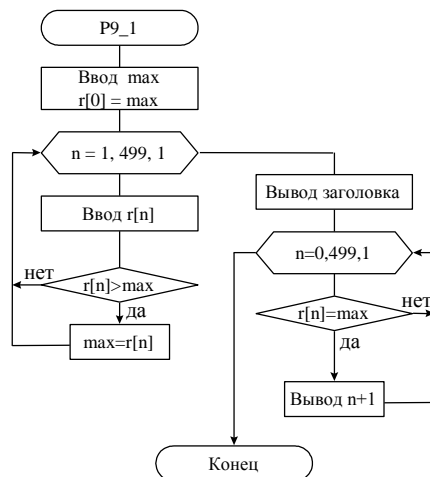 P9_1
Ввод max
r[0] = max
n = 1, 499, 1
Ввод r[n]
нет
r[n]>max
да
max=r[n]
Вывод заголовка
n=0,499,1
r[n]=max
нет
да
Вывод n+1
Конец